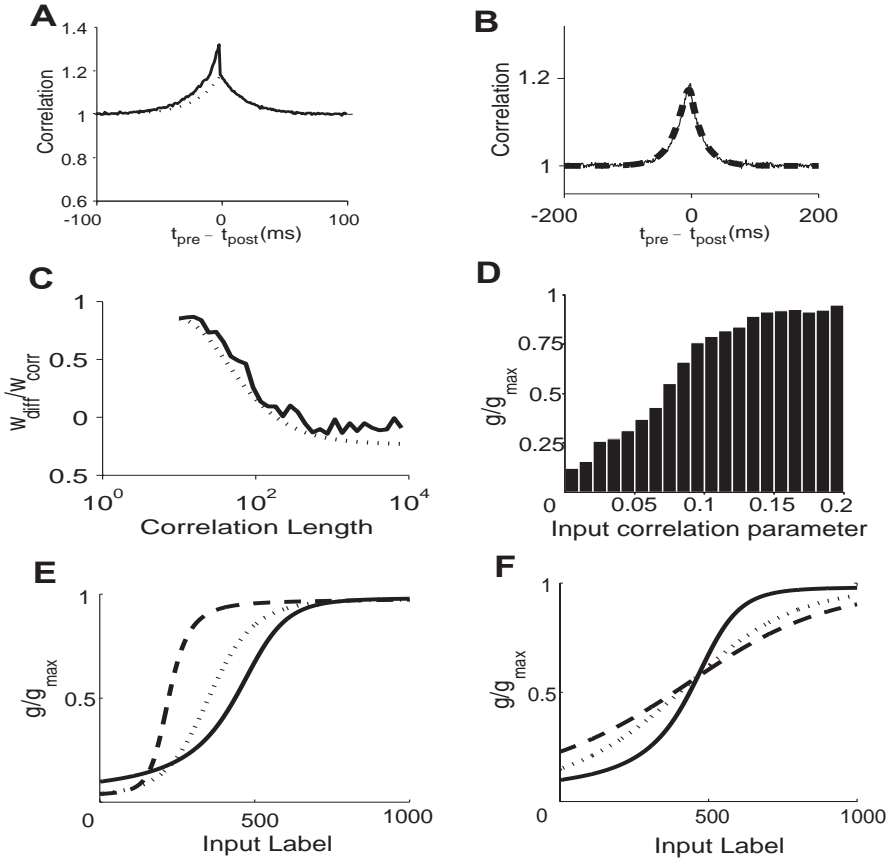 A
Correlation
1.4
1.2
1
0.8
0.6
-100
0
100
t_pre - t_post(ms)
B
Correlation
1.2
1
-200
0
200
t_pre - t_post(ms)
C
w_diff/w_corr
1
0.5
0
0.5
10^0
10^2
10^4
Correlation Length
D
g/g_max
1
0.75
0.5
0.25
0
0.05
0.1
0.15
0.2
Input correlation parameter
E
g/g_max
1
0.5
0
500
1000
Input Label
F
g/g_max
1
0.5
0
500
1000
Input Label